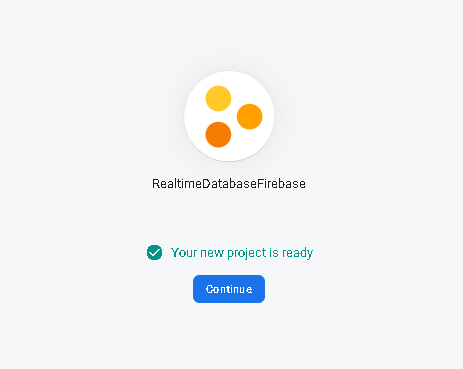 RealtimeDatabaseFirebase
Your new project is ready
Continue